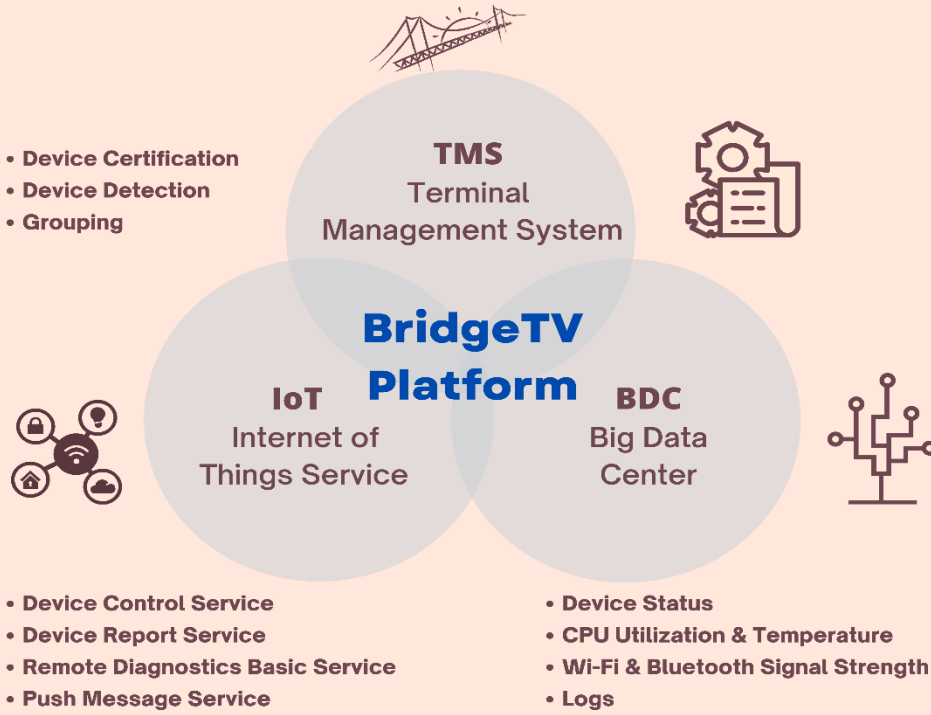 • Device Certification
• Device Detection
• Grouping
TMS
Terminal
Management System
BridgeTV
Platform
IoT
Internet of
Things Service
BDC
Big Data
Center
• Device Control Service
• Device Report Service
• Remote Diagnostics Basic Service
• Push Message Service
• Device Status
• CPU Utilization & Temperature
• Wi-Fi & Bluetooth Signal Strength
• Logs